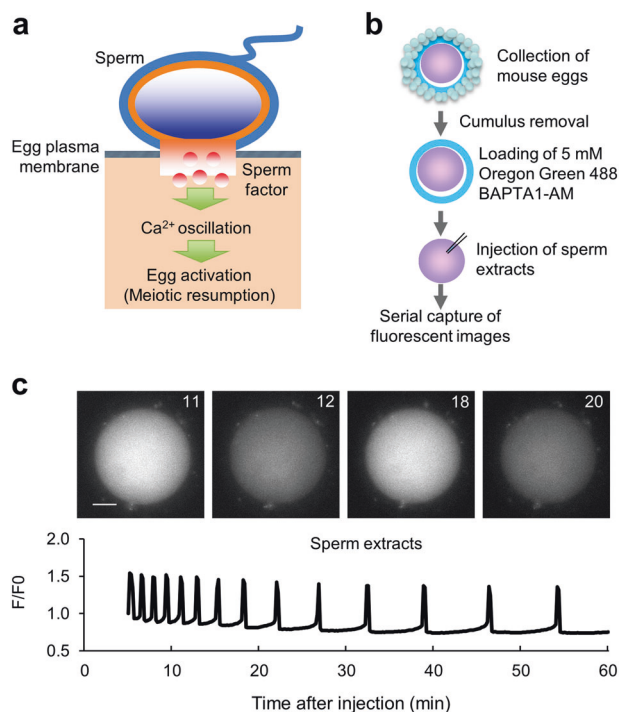 a
Sperm
Egg plasma
membrane
Sperm
factor
Ca²⁺ oscillation
Egg activation
(Meiotic resumption)
b
Collection of
mouse eggs
Cumulus removal
Loading of 5 mM
Oregon Green 488
BAPTA1-AM
Injection of sperm
extracts
Serial capture of
fluorescent images
c
11
12
18
20
Sperm extracts
F/F0
2.0
1.5
1.0
0.5
0 10 20 30 40 50 60
Time after injection (min)